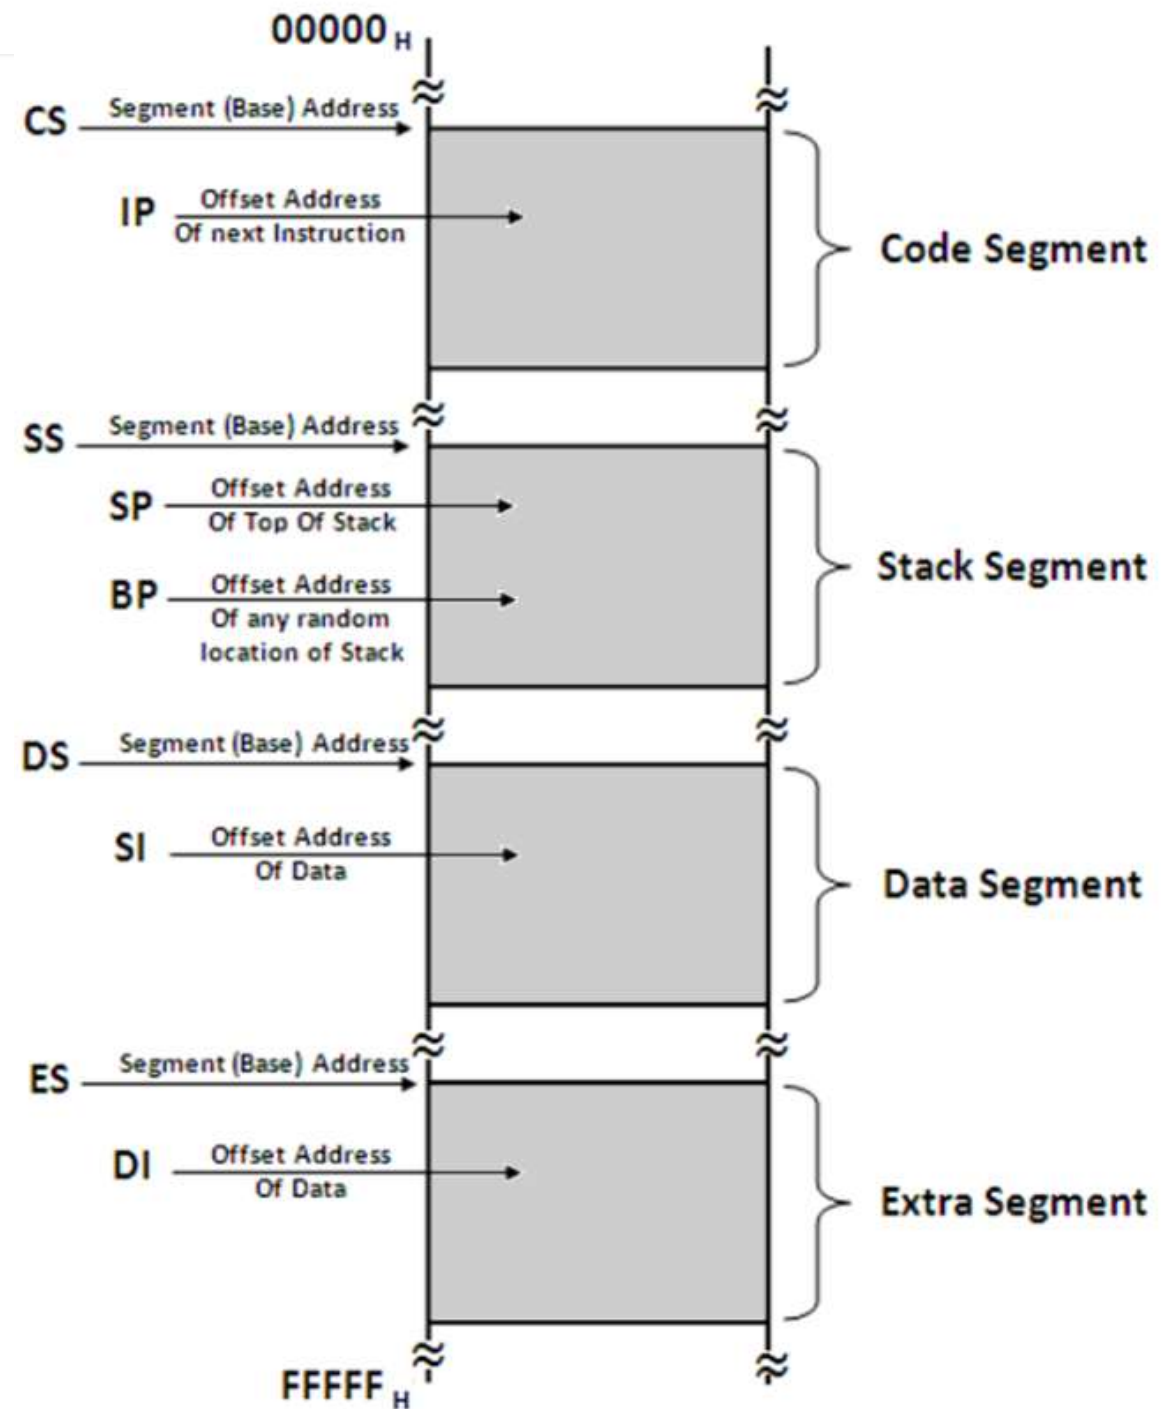 00000 H
CS Segment (Base) Address
IP Offset Address
Of next Instruction
Code Segment
SS Segment (Base) Address
SP Offset Address
Of Top Of Stack
BP Offset Address
Of any random
location of Stack
Stack Segment
DS Segment (Base) Address
SI Offset Address
Of Data
Data Segment
ES Segment (Base) Address
DI Offset Address
Of Data
Extra Segment
FFFFF H